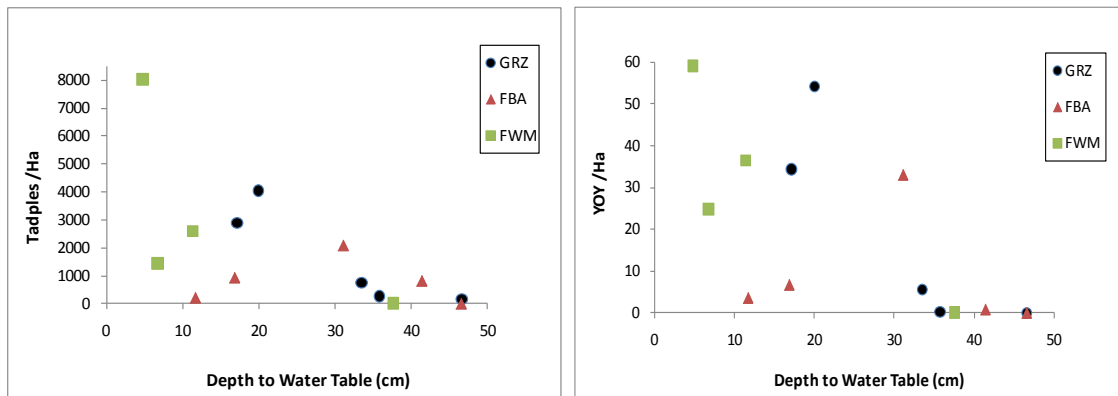 Tadples /Ha
8000
7000
6000
5000
4000
3000
2000
1000
0
0 10 20 30 40 50
Depth to Water Table (cm)
GRZ
FBA
FWM
YOY /Ha
60
50
40
30
20
10
0
0 10 20 30 40 50
Depth to Water Table (cm)
GRZ
FBA
FWM